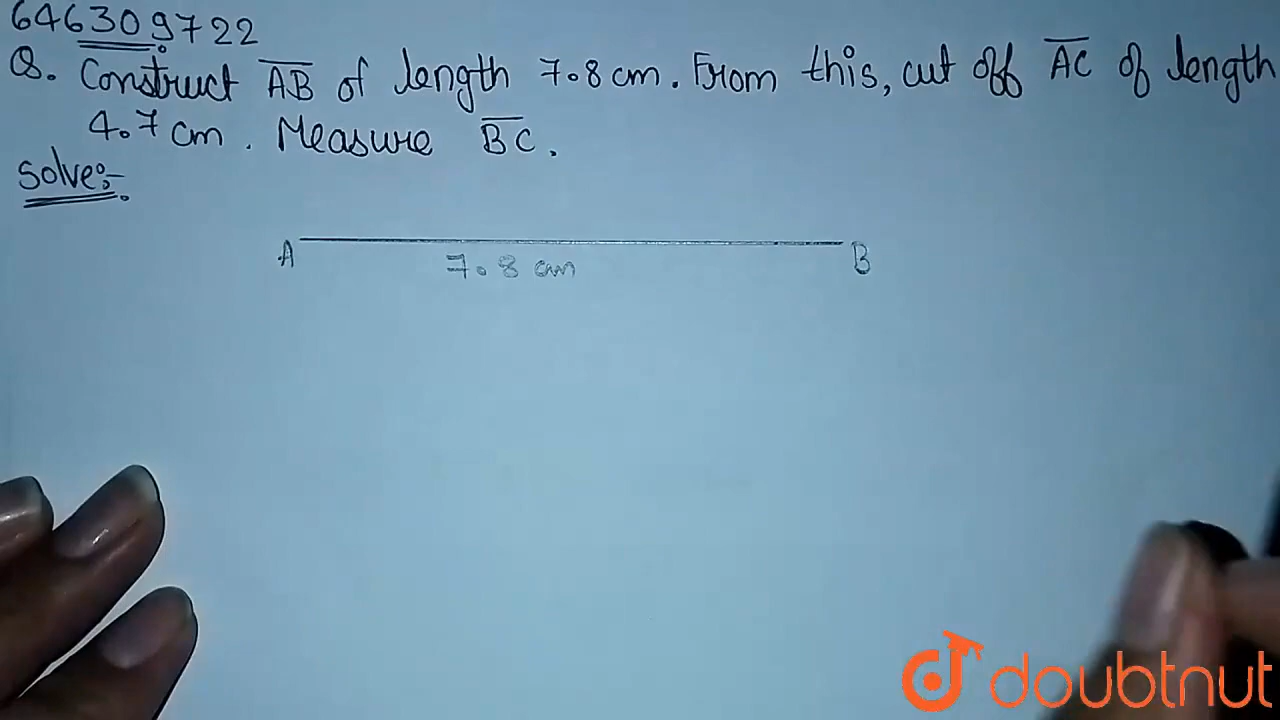 646309722
Q. Construct AB of length 7.8 cm. From this, cut off AC of length
4.7 cm. Measure BC.
Solve:-
A B
7.8 cm
doubtnut